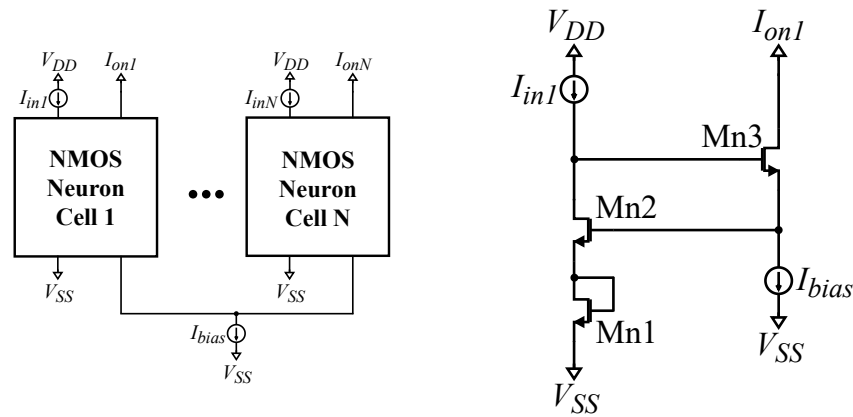 V_DD I_on1 V_DD I_onN
I_in1 I_inN
NMOS
Neuron
Cell 1
•••
NMOS
Neuron
Cell N
V_SS V_SS
I_bias
V_SS
V_DD I_on1
I_in1
Mn3
Mn2
I_bias
Mn1
V_SS
V_SS